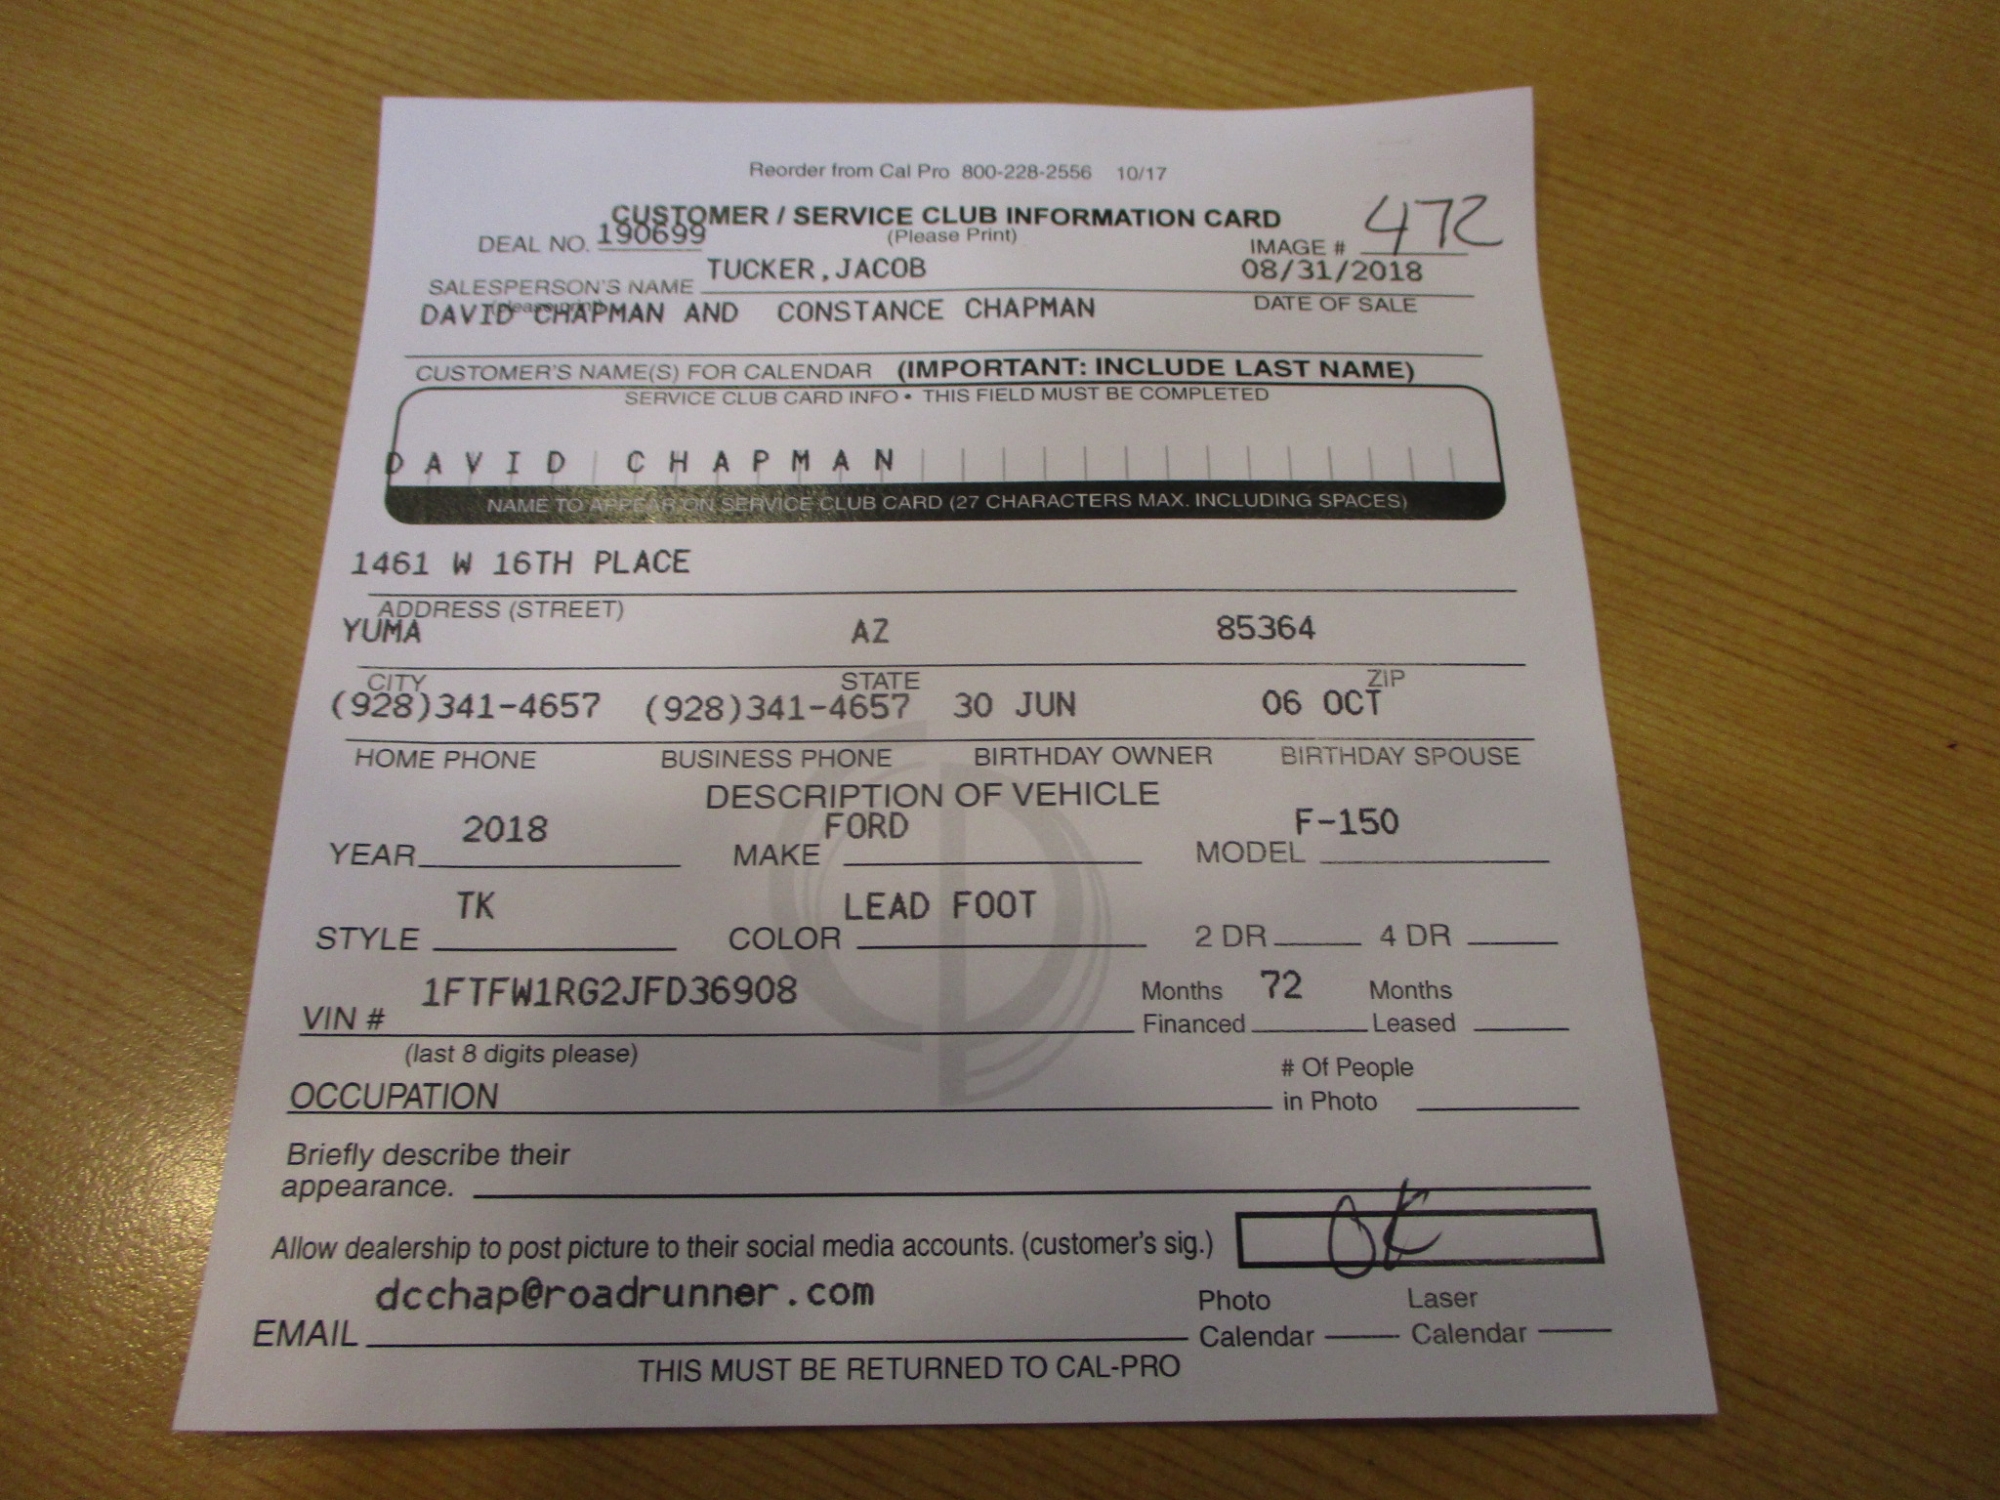 Reorder from Cal Pro 800-228-2556 10/17
CUSTOMER / SERVICE CLUB INFORMATION CARD
(Please Print)
DEAL NO. 190699 IMAGE # 472
SALESPERSON'S NAME TUCKER,JACOB 08/31/2018
(please print) DATE OF SALE
DAVID CHAPMAN AND CONSTANCE CHAPMAN
CUSTOMER'S NAME(S) FOR CALENDAR (IMPORTANT: INCLUDE LAST NAME)
SERVICE CLUB CARD INFO • THIS FIELD MUST BE COMPLETED
DAVID CHAPMAN
NAME TO APPEAR ON SERVICE CLUB CARD (27 CHARACTERS MAX. INCLUDING SPACES)
1461 W 16TH PLACE
ADDRESS (STREET)
YUMA AZ 85364
CITY STATE ZIP
(928)341-4657 (928)341-4657 30 JUN 06 OCT
HOME PHONE BUSINESS PHONE BIRTHDAY OWNER BIRTHDAY SPOUSE
DESCRIPTION OF VEHICLE
YEAR 2018 MAKE FORD MODEL F-150
STYLE TK COLOR LEAD FOOT 2 DR 4 DR
VIN # 1FTFW1RG2JFD36908 Months Financed 72 Months Leased
(last 8 digits please)
OCCUPATION # Of People in Photo
Briefly describe their
appearance.
Allow dealership to post picture to their social media accounts. (customer's sig.) OK
EMAIL dcchap@roadrunner.com Photo Calendar Laser Calendar
THIS MUST BE RETURNED TO CAL-PRO